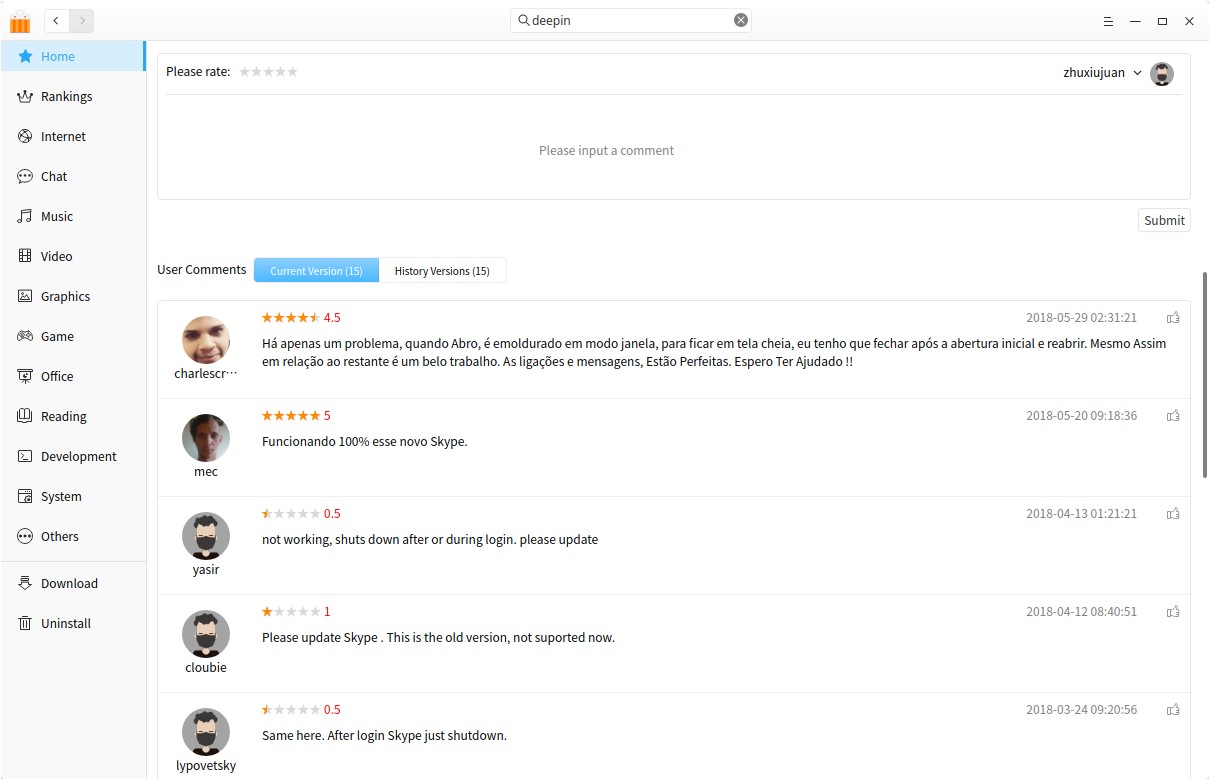 deepin
Home
Rankings
Internet
Chat
Music
Video
Graphics
Game
Office
Reading
Development
System
Others
Download
Uninstall
Please rate:
zhuxiujuan
Please input a comment
Submit
User Comments
Current Version (15)
History Versions (15)
4.5
2018-05-29 02:31:21
charlescr···
Há apenas um problema, quando Abro, é emoldurado em modo janela, para ficar em tela cheia, eu tenho que fechar após a abertura inicial e reabrir. Mesmo Assim
em relação ao restante é um belo trabalho. As ligações e mensagens, Estão Perfeitas. Espero Ter Ajudado !!
5
2018-05-20 09:18:36
mec
Funcionando 100% esse novo Skype.
0.5
2018-04-13 01:21:21
yasir
not working, shuts down after or during login. please update
1
2018-04-12 08:40:51
cloubie
Please update Skype . This is the old version, not suported now.
0.5
2018-03-24 09:20:56
lypovetsky
Same here. After login Skype just shutdown.